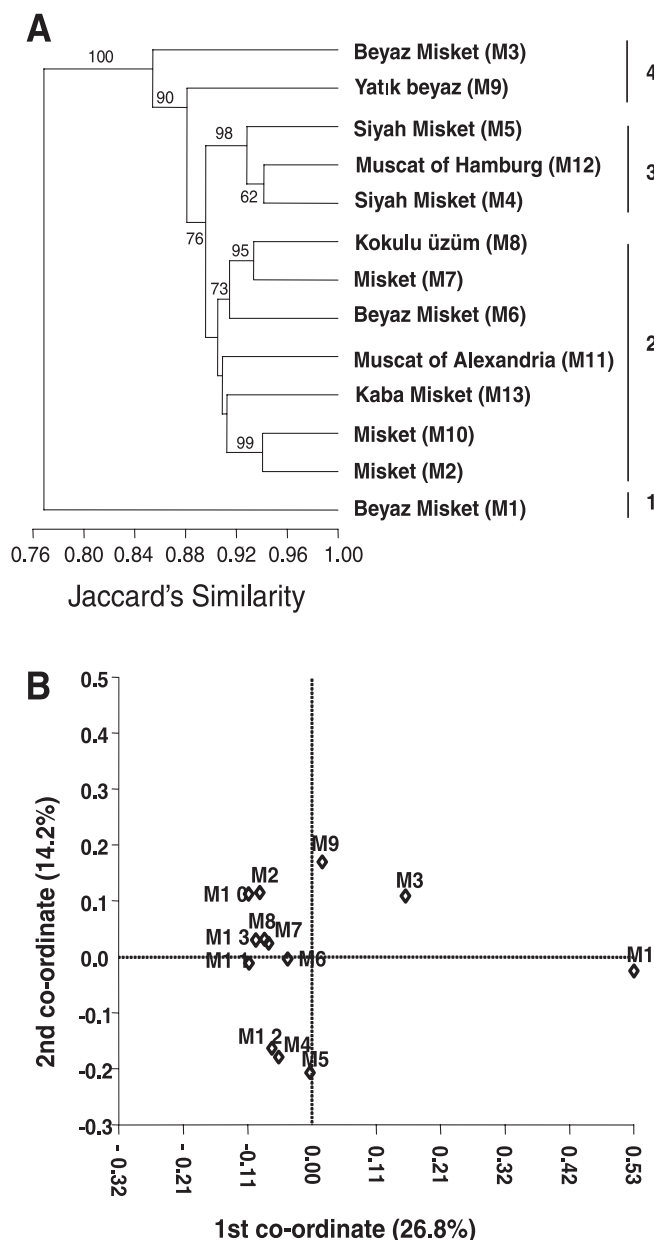 A
100
Beyaz Misket (M3)
4
90
Yatık beyaz (M9)
98
Siyah Misket (M5)
Muscat of Hamburg (M12)
3
62
Siyah Misket (M4)
76
Kokulu üzüm (M8)
95
Misket (M7)
73
Beyaz Misket (M6)
2
Muscat of Alexandria (M11)
Kaba Misket (M13)
Misket (M10)
99
Misket (M2)
Beyaz Misket (M1)
1
0.76 0.80 0.84 0.88 0.92 0.96 1.00
Jaccard's Similarity
B
0.5
0.4
0.3
0.2
0.1
0.0
-0.1
-0.2
-0.3
2nd co-ordinate (14.2%)
M9
M2
M1 0
M3
M8
M7
M1 3
M1 1
M6
M1
M1 2
M4
M5
- 0.32 - 0.21 - 0.11 0.00 0.11 0.21 0.32 0.42 0.53
1st co-ordinate (26.8%)